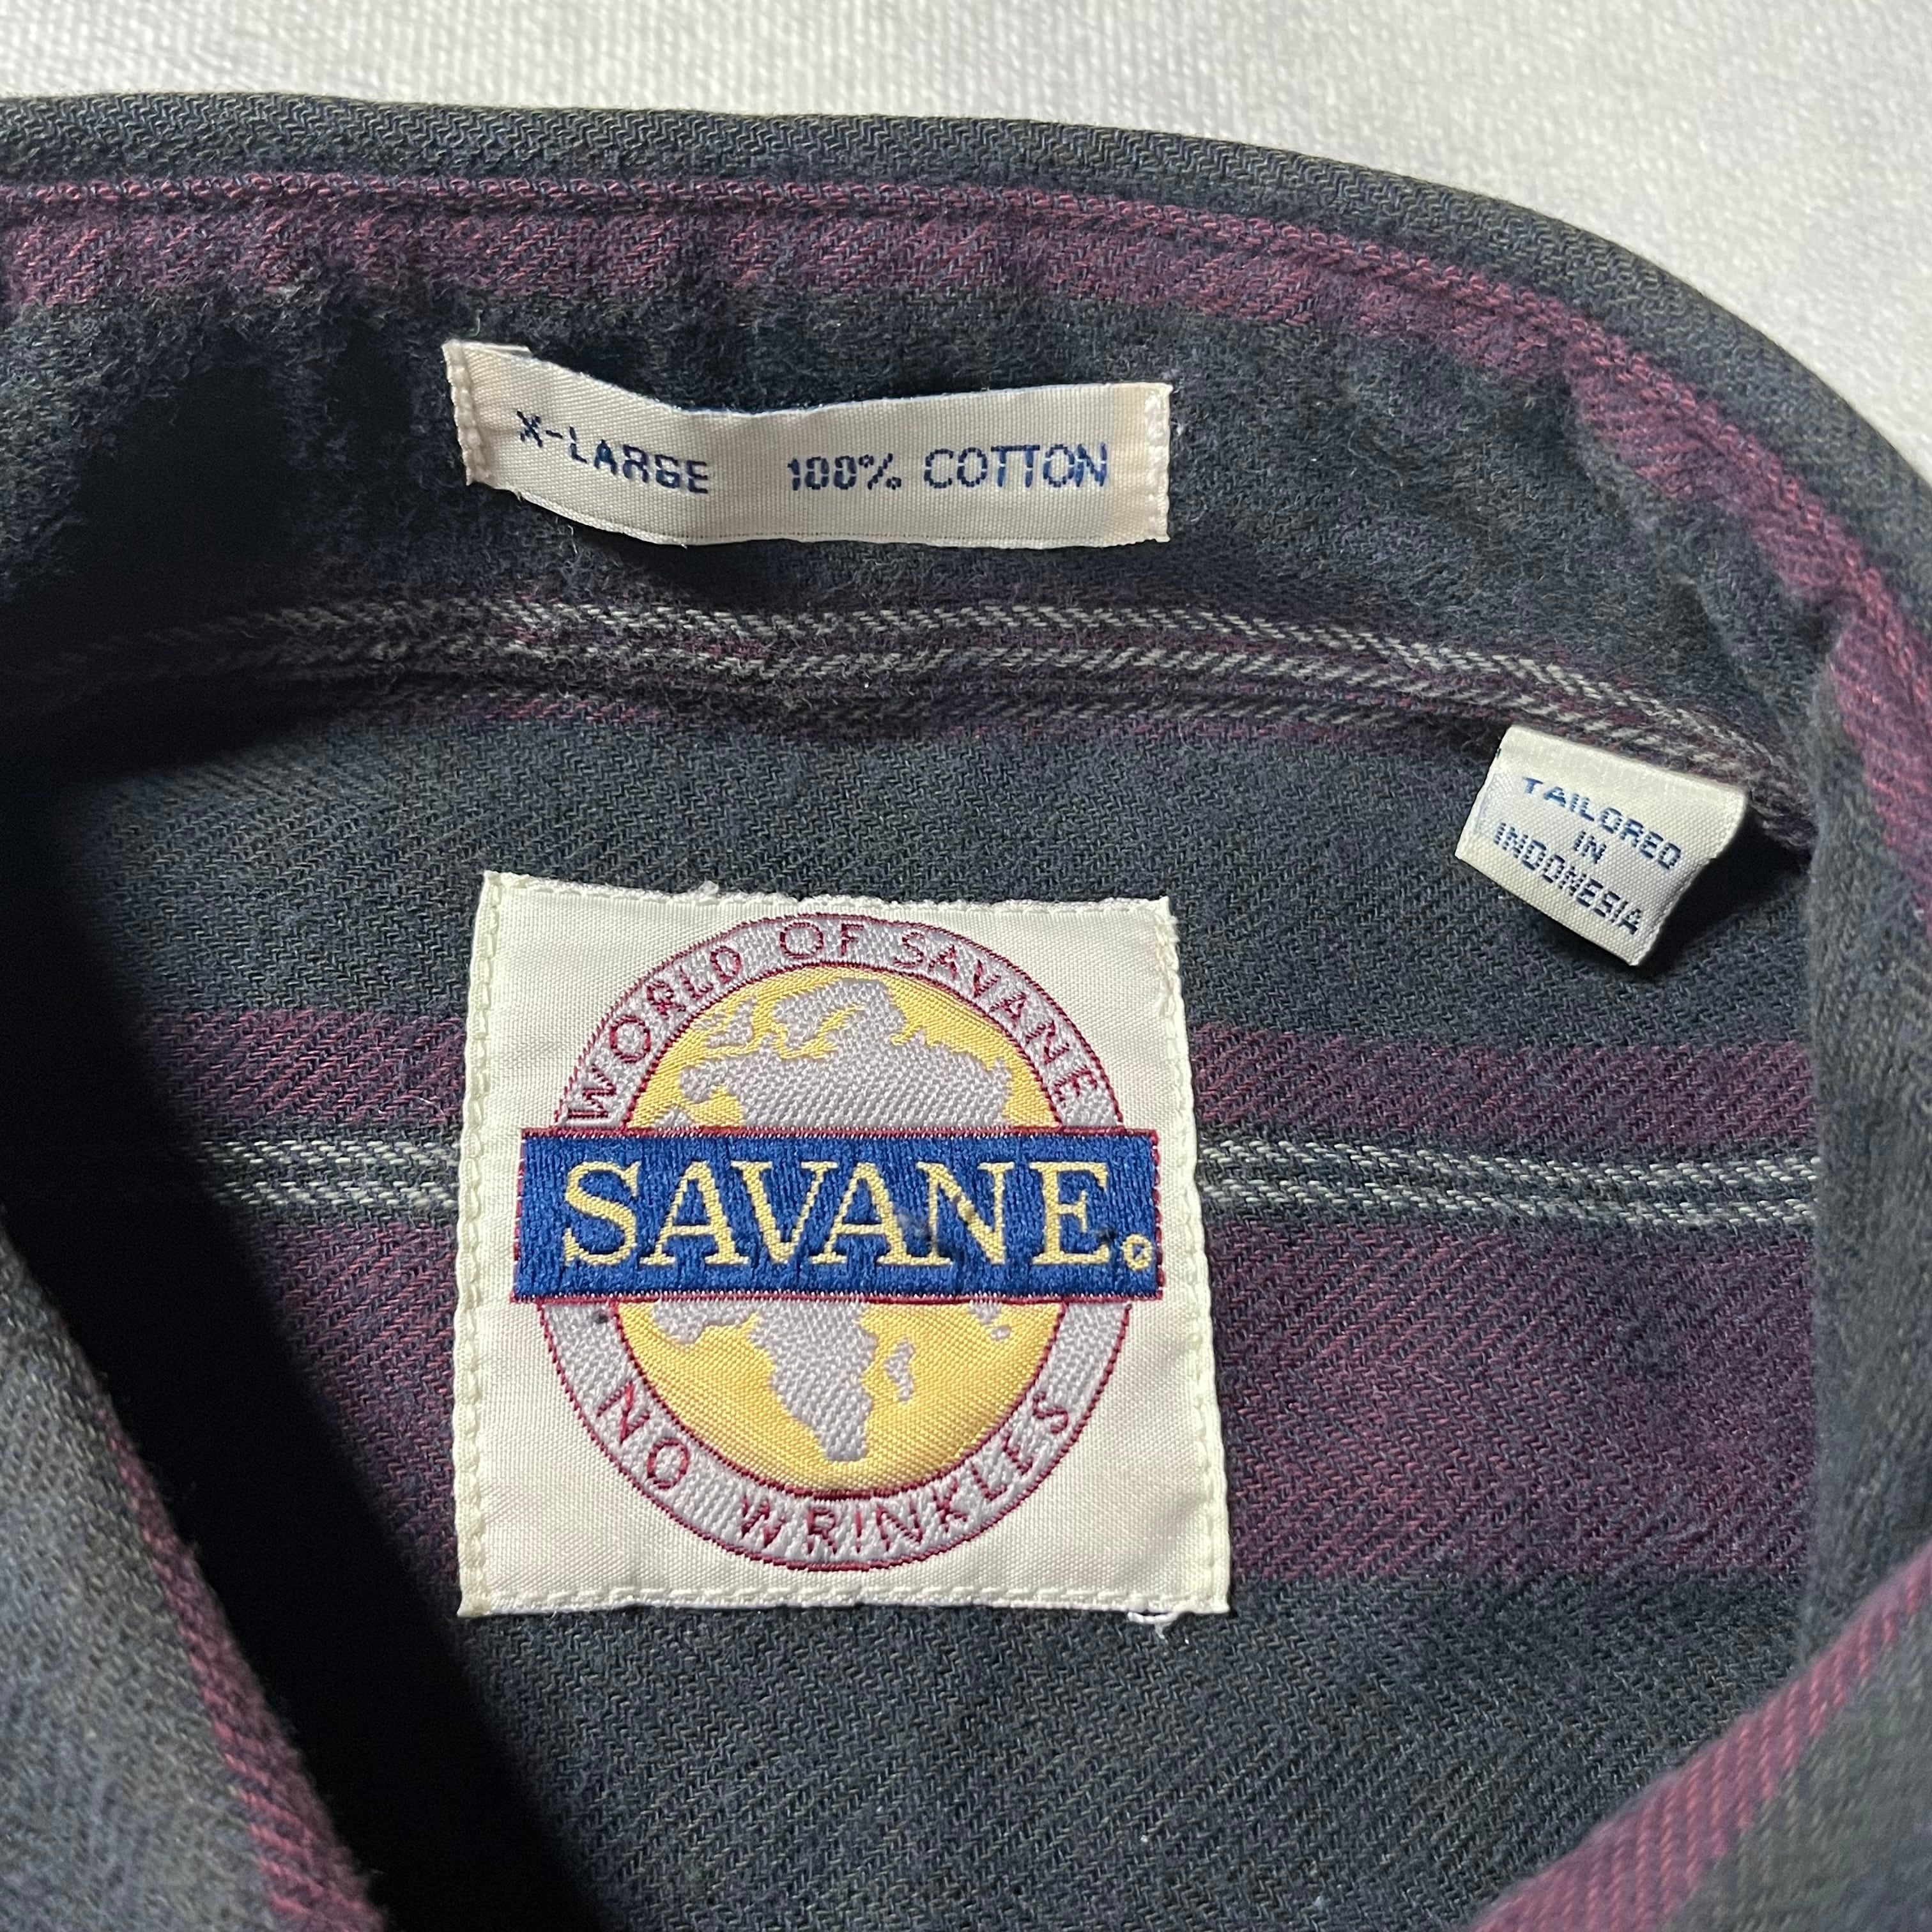 X-LARGE 100% COTTON
TAILORED
IN
INDONESIA
WORLD OF SAVANE
SAVANE®
NO WRINKLES